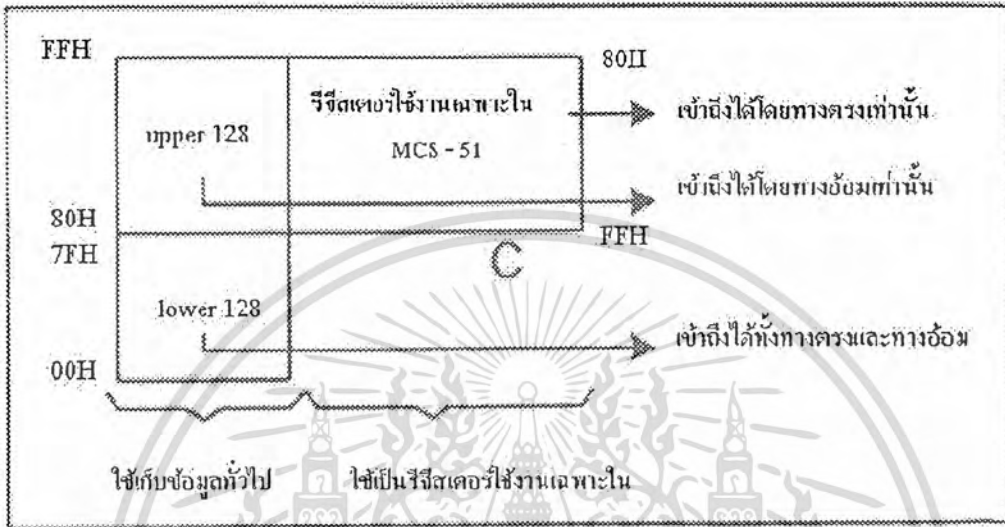 FFH
80H
รีจีสเตอร์ใช้งานเฉพาะใน
เข้าถึงได้โดยทางตรงเท่านั้น
upper 128
MCS - 51
เข้าถึงได้โดยทางอ้อมเท่านั้น
80H
FFH
7FH
C
lower 128
เข้าถึงได้ทั้งทางตรงและทางอ้อม
00H
ใช้เก็บข้อมูลทั่วไป ใช้เป็นรีจีสเตอร์ใช้งานเฉพาะใน